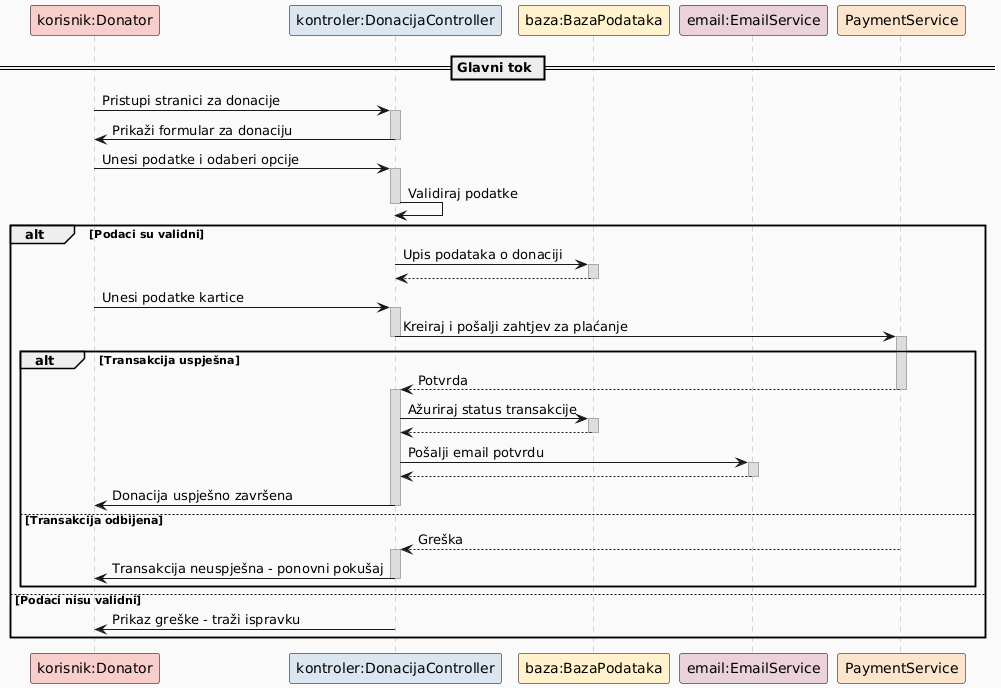 korisnik:Donator
kontroler:DonacijaController
baza:BazaPodataka
email:EmailService
PaymentService
Glavni tok
Pristupi stranici za donacije
Prikaži formular za donaciju
Unesi podatke i odaberi opcije
Validiraj podatke
alt
[Podaci su validni]
Upis podataka o donaciji
Unesi podatke kartice
Kreiraj i pošalji zahtjev za plaćanje
alt
[Transakcija uspješna]
Potvrda
Ažuriraj status transakcije
Pošalji email potvrdu
Donacija uspješno završena
[Transakcija odbijena]
Greška
Transakcija neuspješna - ponovni pokušaj
[Podaci nisu validni]
Prikaz greške - traži ispravku
korisnik:Donator
kontroler:DonacijaController
baza:BazaPodataka
email:EmailService
PaymentService